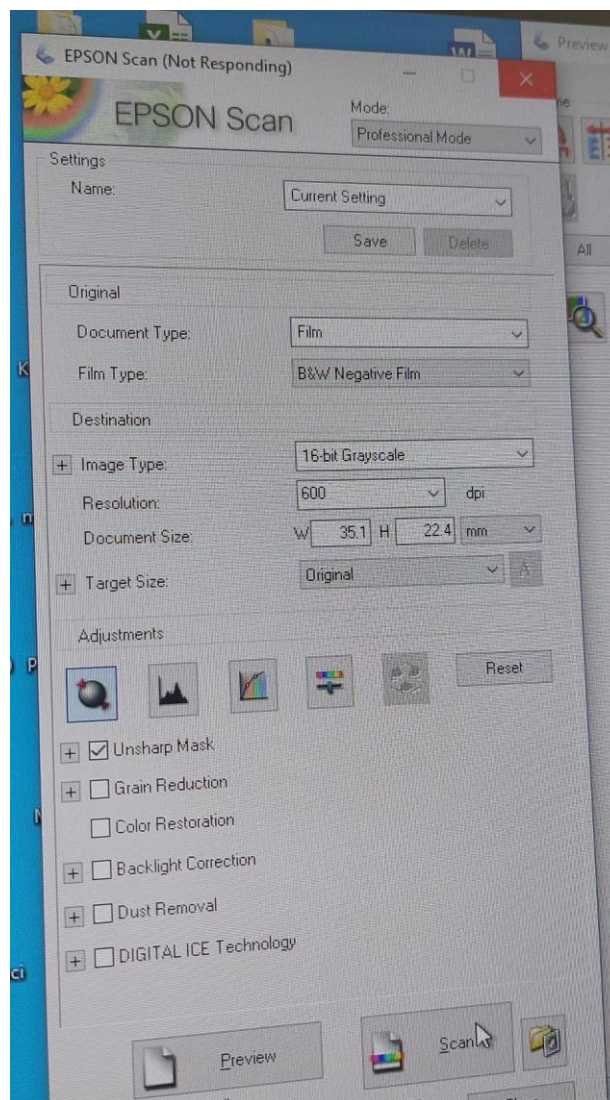 EPSON Scan (Not Responding)
Preview
EPSON Scan
Mode:
Professional Mode
Settings
Name:
Current Setting
Save
Delete
All
Original
Document Type:
Film
Film Type:
B&W Negative Film
Destination
Image Type:
16-bit Grayscale
Resolution:
600
dpi
Document Size:
W
35.1
H
22.4
mm
Target Size:
Original
Adjustments
Reset
Unsharp Mask
Grain Reduction
Color Restoration
Backlight Correction
Dust Removal
DIGITAL ICE Technology
Preview
Scan